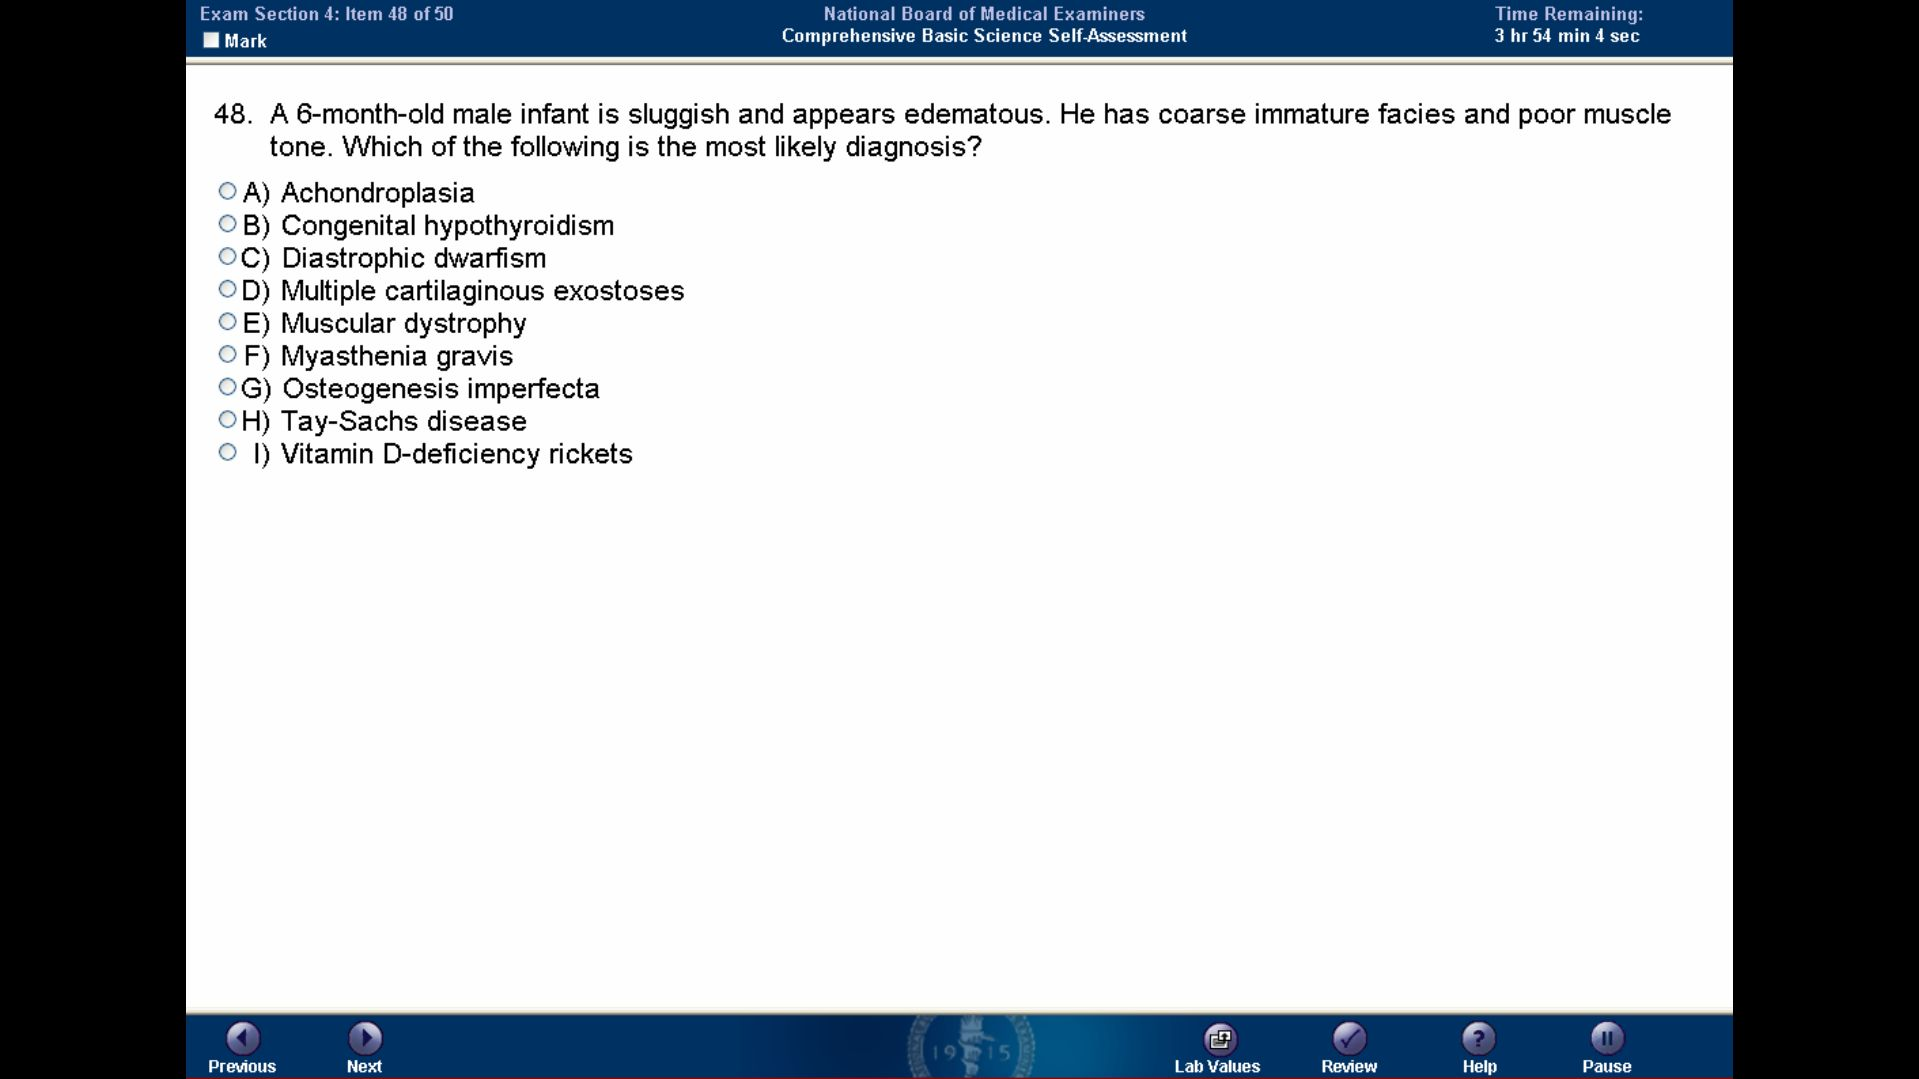 Exam Section 4: Item 48 of 50
Mark
National Board of Medical Examiners
Comprehensive Basic Science Self-Assessment
Time Remaining:
3 hr 54 min 4 sec
48. A 6-month-old male infant is sluggish and appears edematous. He has coarse immature facies and poor muscle
tone. Which of the following is the most likely diagnosis?
A) Achondroplasia
B) Congenital hypothyroidism
C) Diastrophic dwarfism
D) Multiple cartilaginous exostoses
E) Muscular dystrophy
F) Myasthenia gravis
G) Osteogenesis imperfecta
H) Tay-Sachs disease
I) Vitamin D-deficiency rickets
Previous
Next
1915
Lab Values
Review
Help
Pause